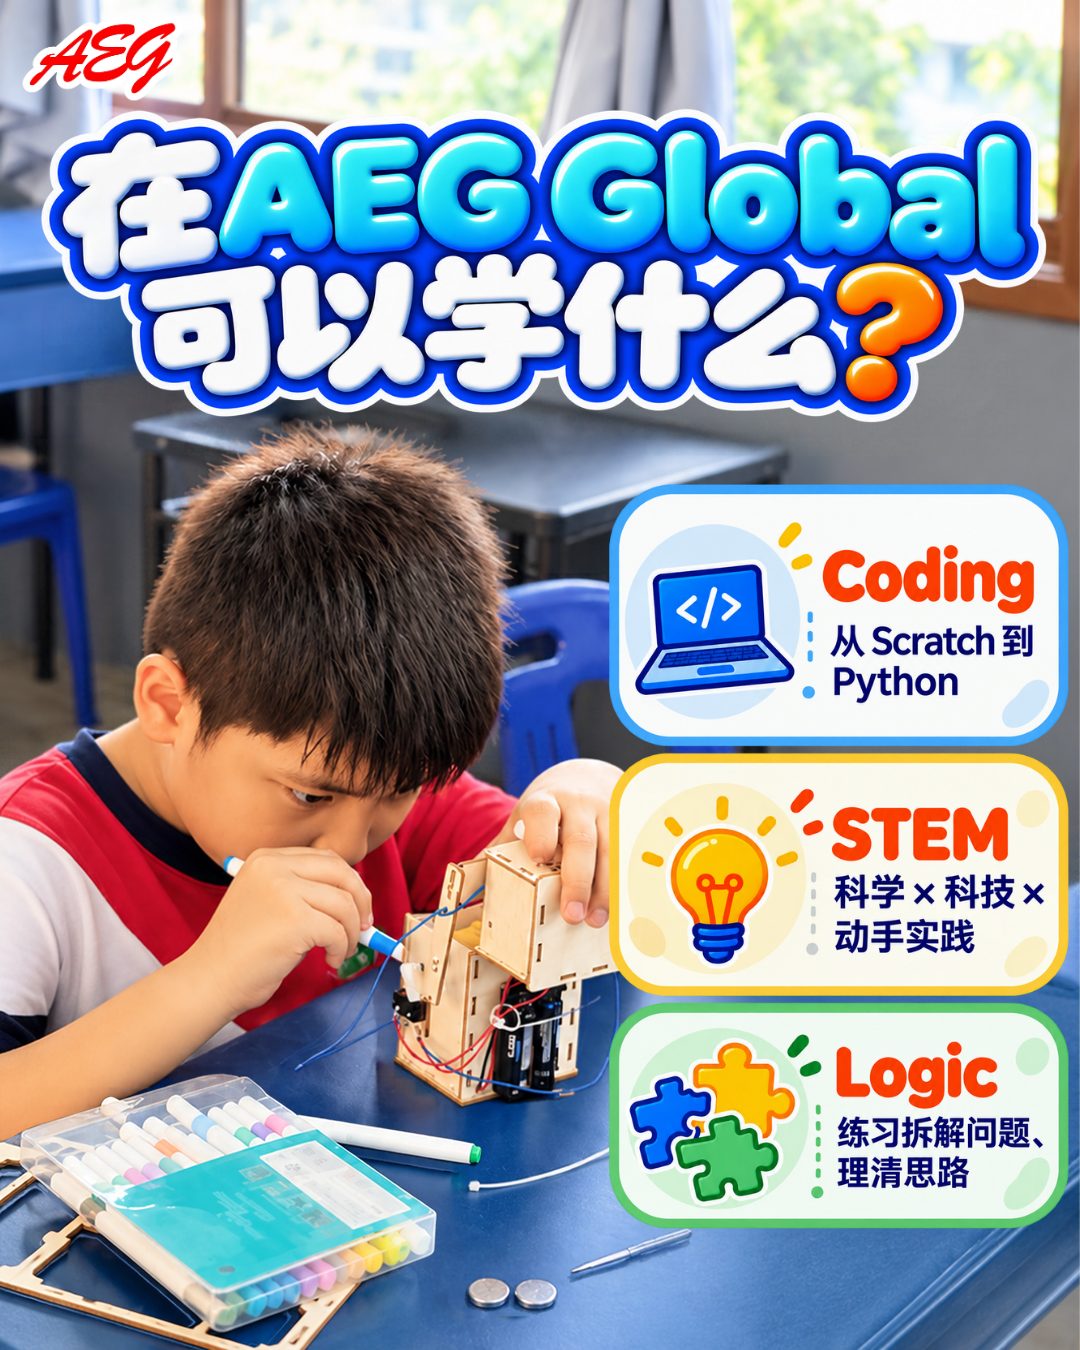 AEG
在AEG Global
可以学什么?
</>
Coding
从 Scratch 到
Python
STEM
科学 × 科技 ×
动手实践
Logic
练习拆解问题、
理清思路